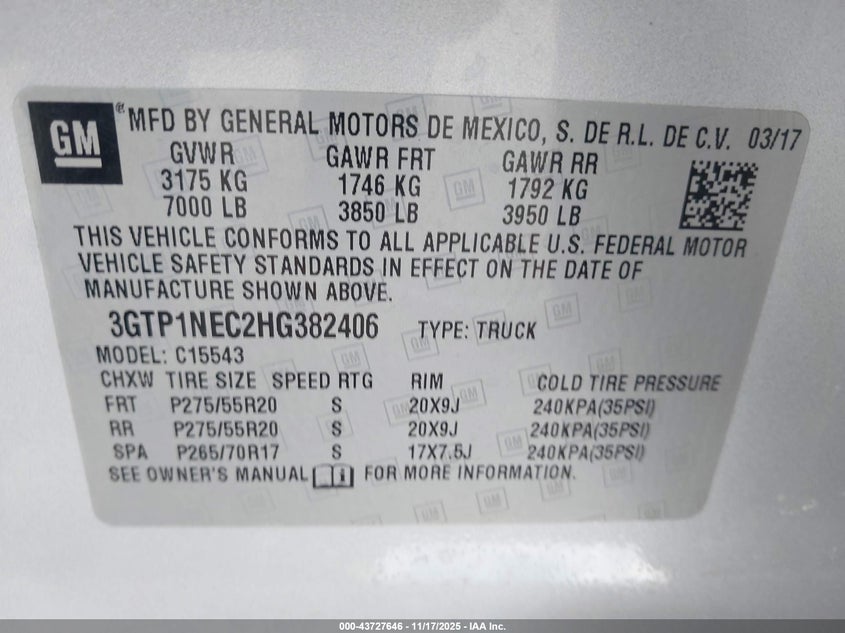 GM® MFD BY GENERAL MOTORS DE MEXICO, S. DE R.L. DE C.V. 03/17
GVWR GAWR FRT GAWR RR
3175 KG 1746 KG 1792 KG
7000 LB 3850 LB 3950 LB
THIS VEHICLE CONFORMS TO ALL APPLICABLE U.S. FEDERAL MOTOR
VEHICLE SAFETY STANDARDS IN EFFECT ON THE DATE OF
MANUFACTURE SHOWN ABOVE.
3GTP1NEC2HG382406 TYPE: TRUCK
MODEL: C15543
CHXW TIRE SIZE SPEED RTG RIM COLD TIRE PRESSURE
FRT P275/55R20 S 20X9J 240KPA(35PSI)
RR P275/55R20 S 20X9J 240KPA(35PSI)
SPA P265/70R17 S 17X7.5J 240KPA(35PSI)
SEE OWNER'S MANUAL FOR MORE INFORMATION.
000-43727646 - 11/17/2025 - IAA Inc.